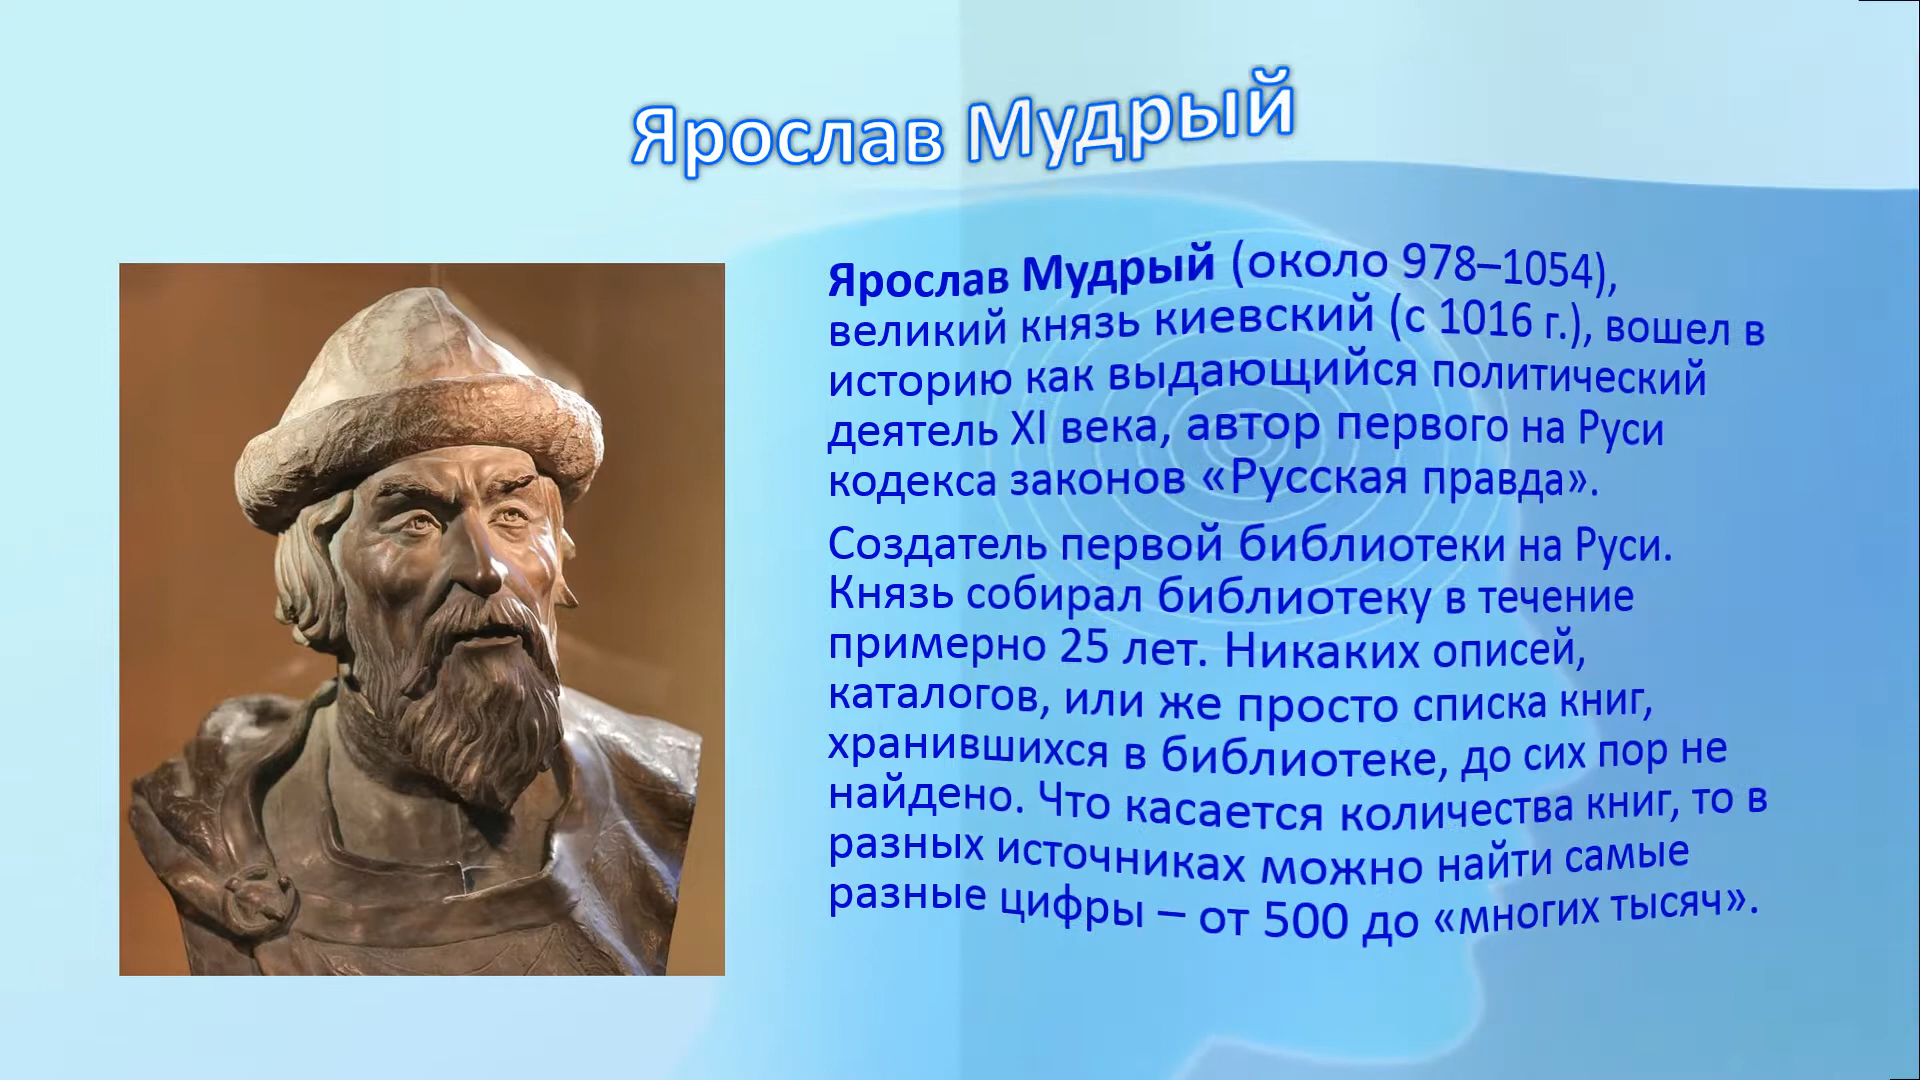 Ярослав Мудрый
Ярослав Мудрый (около 978–1054),
великий князь киевский (с 1016 г.), вошел в
историю как выдающийся политический
деятель XI века, автор первого на Руси
кодекса законов «Русская правда».
Создатель первой библиотеки на Руси.
Князь собирал библиотеку в течение
примерно 25 лет. Никаких описей,
каталогов, или же просто списка книг,
хранившихся в библиотеке, до сих пор не
найдено. Что касается количества книг, то в
разных источниках можно найти самые
разные цифры – от 500 до «многих тысяч».